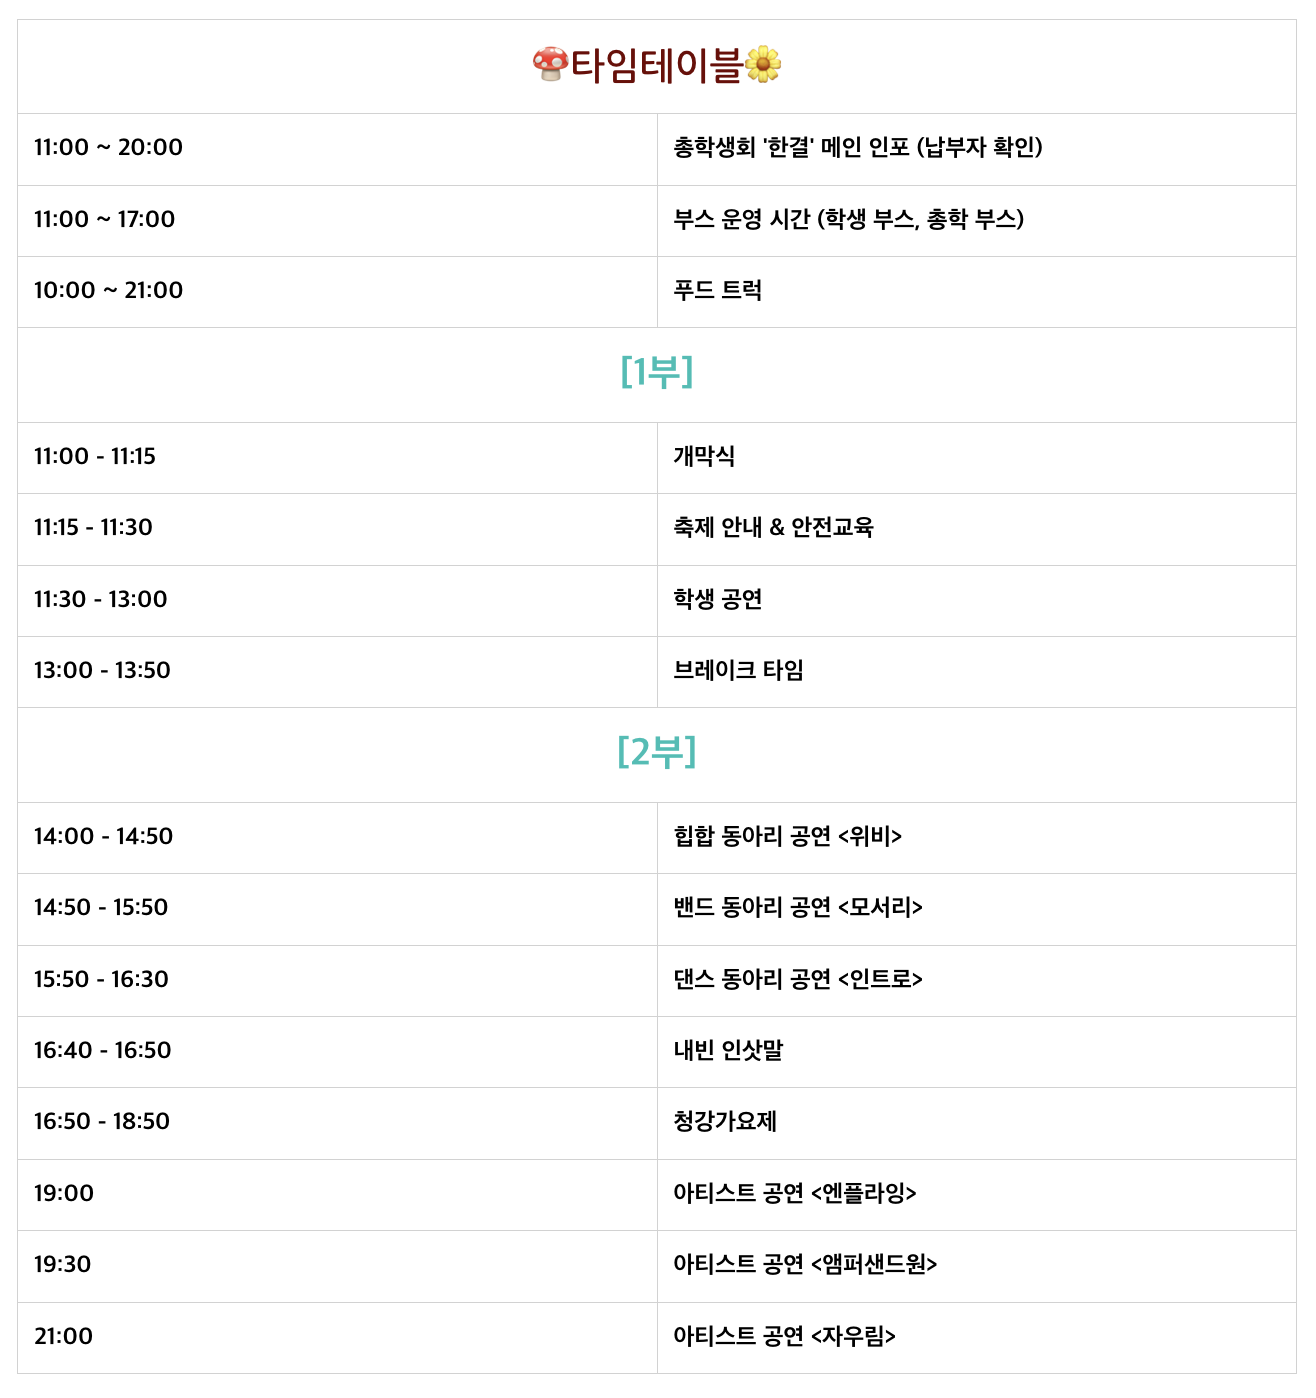 🍄타임테이블🌼
11:00 ~ 20:00 총학생회 '한결' 메인 인포 (납부자 확인)
11:00 ~ 17:00 부스 운영 시간 (학생 부스, 총학 부스)
10:00 ~ 21:00 푸드 트럭
[1부]
11:00 - 11:15 개막식
11:15 - 11:30 축제 안내 & 안전교육
11:30 - 13:00 학생 공연
13:00 - 13:50 브레이크 타임
[2부]
14:00 - 14:50 힙합 동아리 공연 <위비>
14:50 - 15:50 밴드 동아리 공연 <모서리>
15:50 - 16:30 댄스 동아리 공연 <인트로>
16:40 - 16:50 내빈 인삿말
16:50 - 18:50 청강가요제
19:00 아티스트 공연 <엔플라잉>
19:30 아티스트 공연 <앰퍼샌드원>
21:00 아티스트 공연 <자우림>